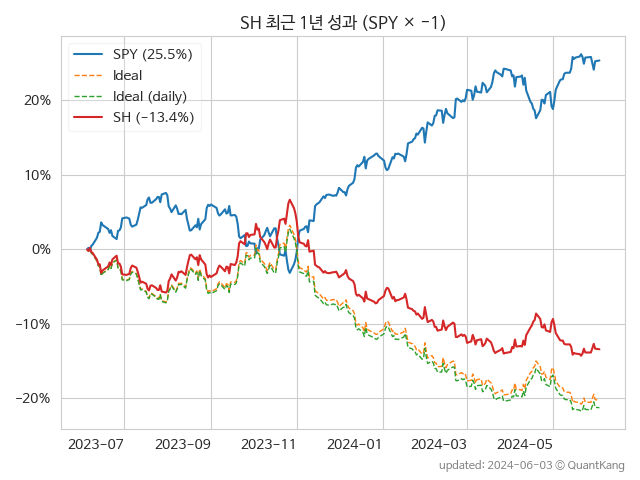 SH 최근 1년 성과 (SPY × −1)
SPY (25.5%)
Ideal
Ideal (daily)
SH (−13.4%)
20%
10%
0%
−10%
−20%
2023-07 2023-09 2023-11 2024-01 2024-03 2024-05
updated: 2024-06-03 ⓒ QuantKang